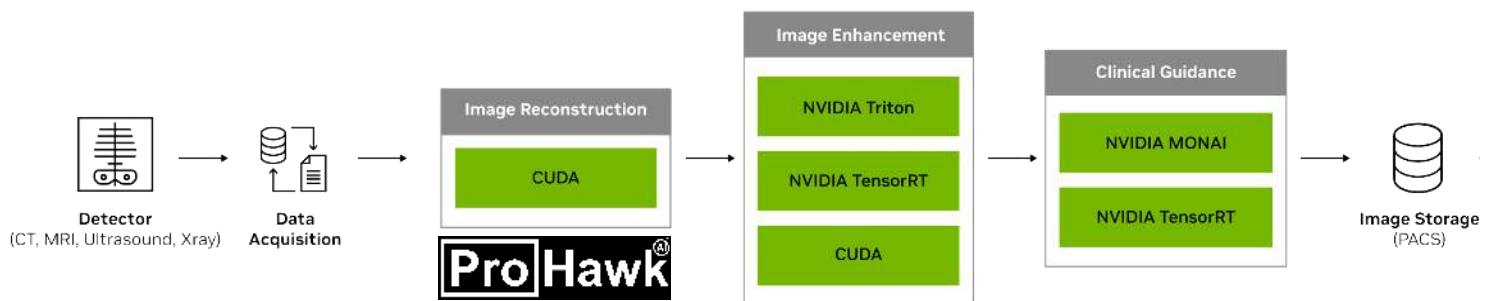 Detector
(CT, MRI, Ultrasound, Xray)
Data
Acquisition
Image Reconstruction
CUDA
ProHawk AI
Image Enhancement
NVIDIA Triton
NVIDIA TensorRT
CUDA
Clinical Guidance
NVIDIA MONAI
NVIDIA TensorRT
Image Storage
(PACS)